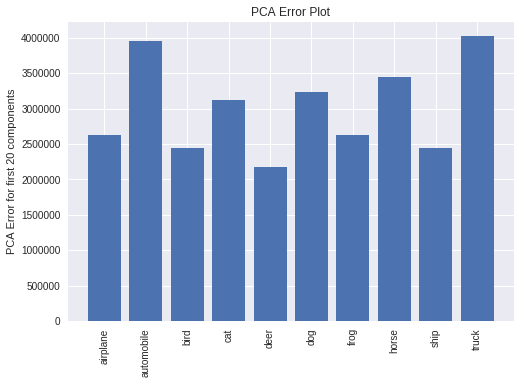 PCA Error Plot
PCA Error for first 20 components
4000000
3500000
3000000
2500000
2000000
1500000
1000000
500000
0
airplane
automobile
bird
cat
deer
dog
frog
horse
ship
truck